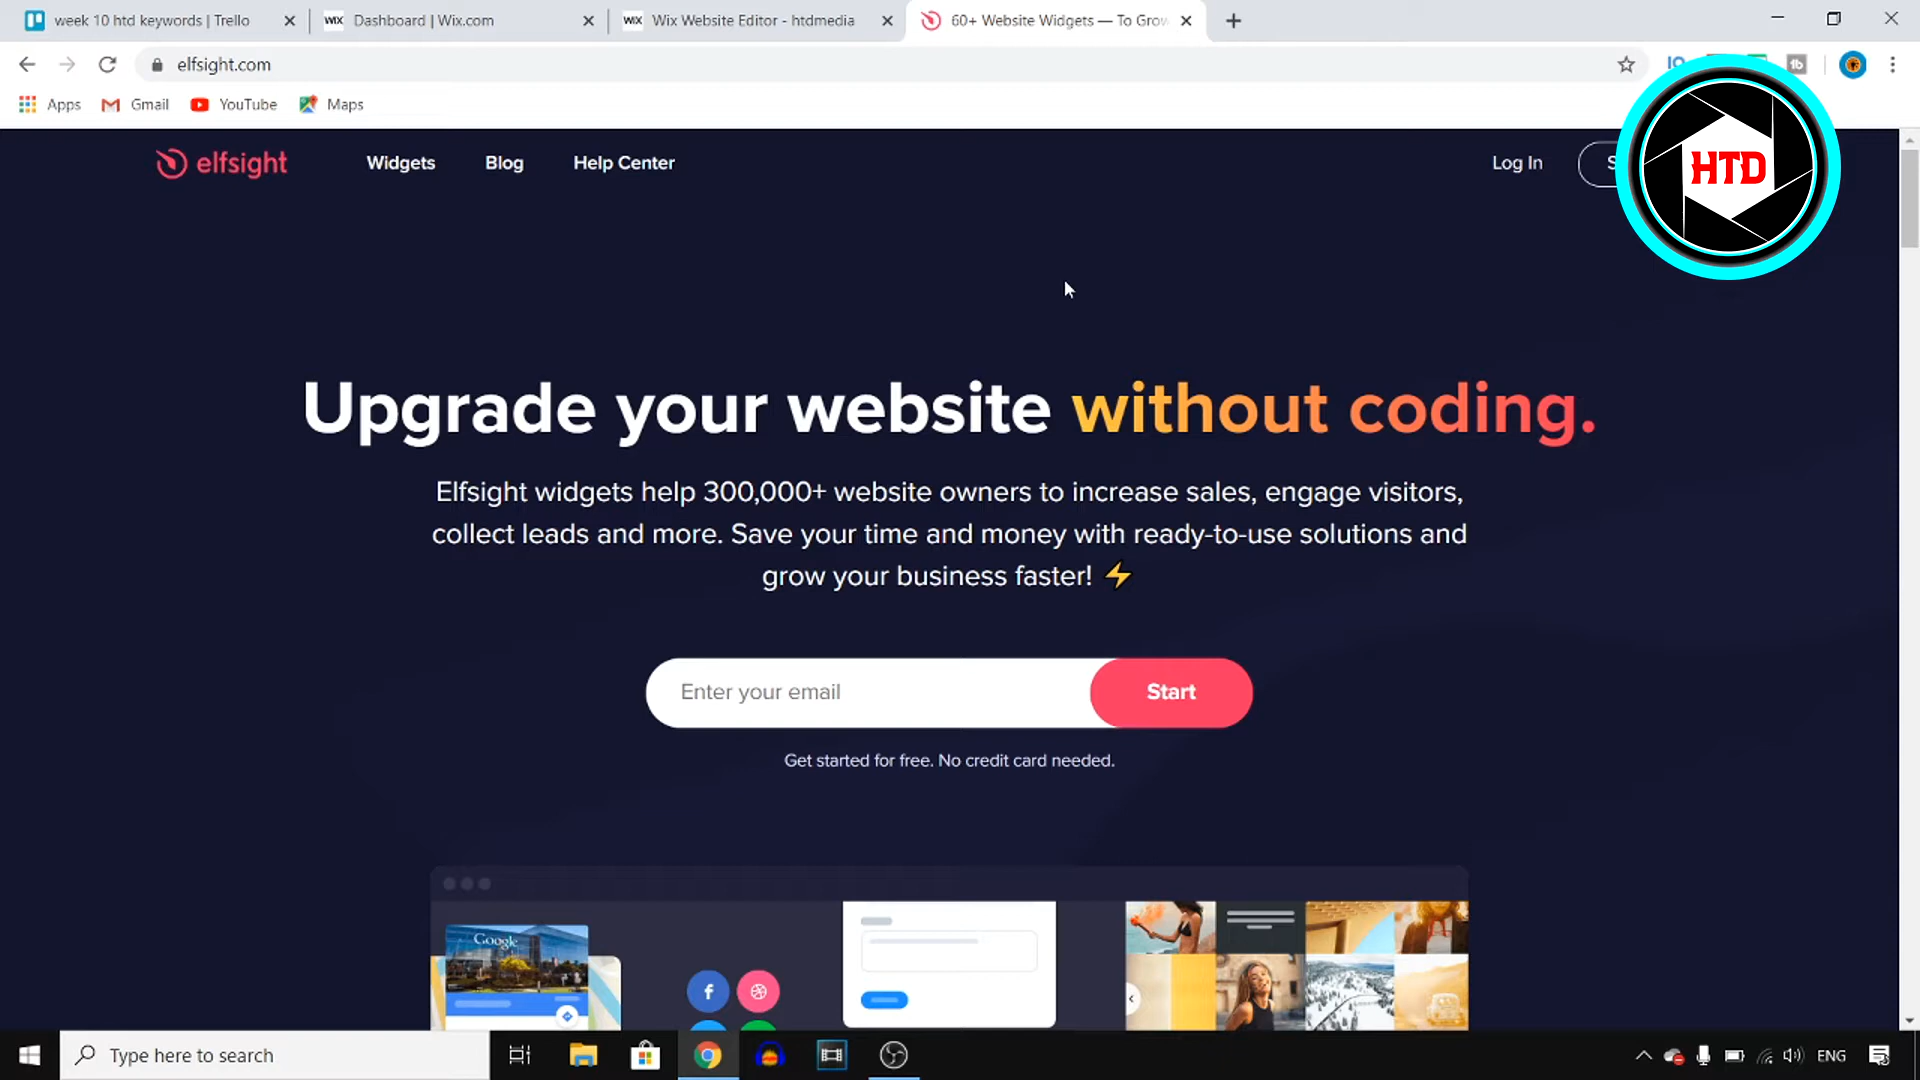 week 10 htd keywords | Trello
WIX Dashboard | Wix.com
WIX Wix Website Editor - htdmedia
60+ Website Widgets — To Grow
elfsight.com
Apps
Gmail
YouTube
Maps
elfsight
Widgets
Blog
Help Center
Log In
HTD
Upgrade your website without coding.
Elfsight widgets help 300,000+ website owners to increase sales, engage visitors,
collect leads and more. Save your time and money with ready-to-use solutions and
grow your business faster! ⚡
Enter your email
Start
Get started for free. No credit card needed.
Google
Type here to search
ENG